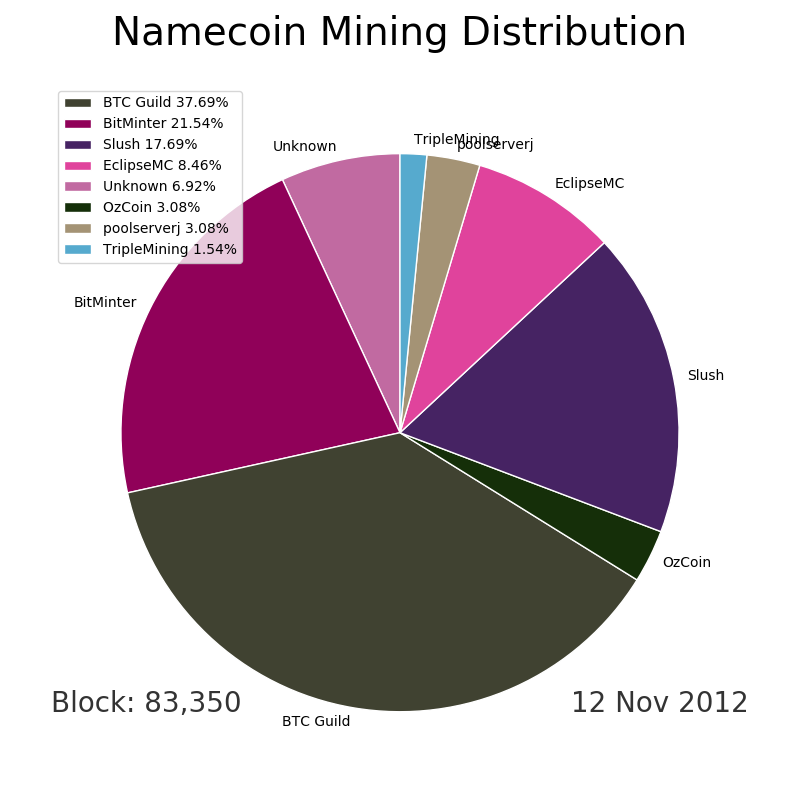 Namecoin Mining Distribution
BTC Guild 37.69%
BitMinter 21.54%
Slush 17.69%
EclipseMC 8.46%
Unknown 6.92%
OzCoin 3.08%
poolserverj 3.08%
TripleMining 1.54%
TripleMining
poolserverj
Unknown
EclipseMC
BitMinter
Slush
OzCoin
BTC Guild
Block: 83,350
12 Nov 2012